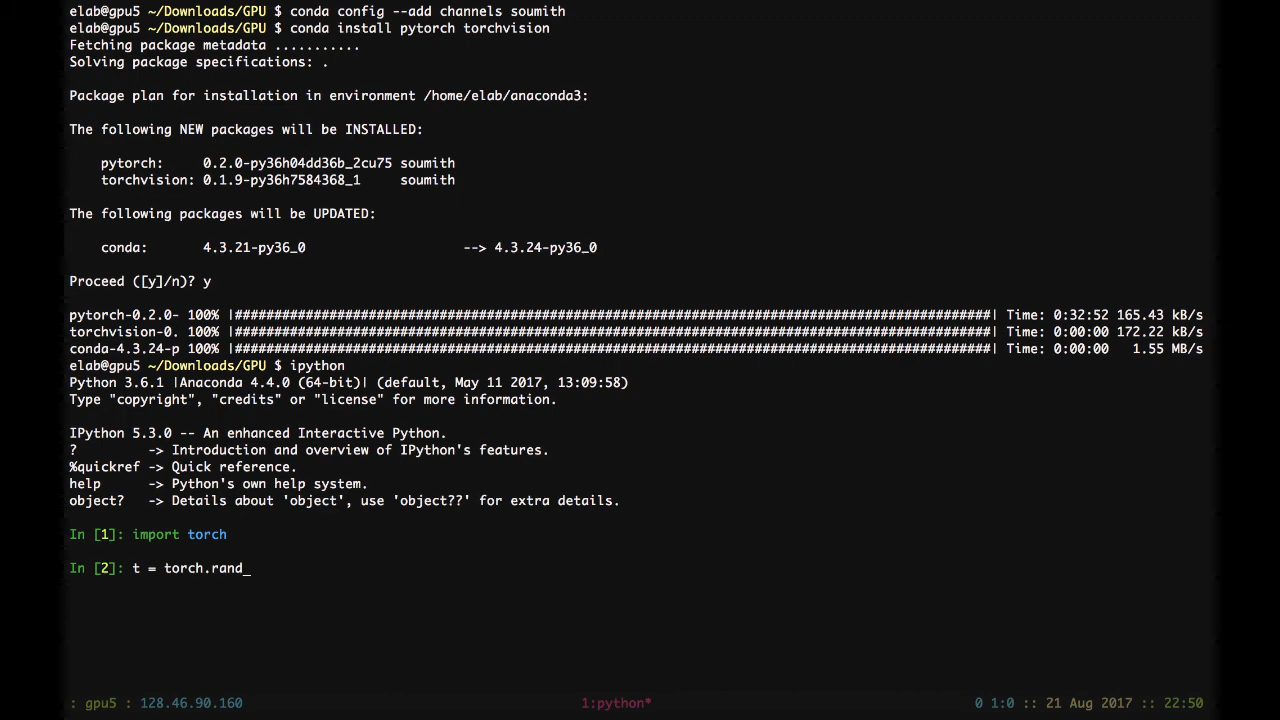 elab@gpu5 ~/Downloads/GPU $ conda config --add channels soumith
elab@gpu5 ~/Downloads/GPU $ conda install pytorch torchvision
Fetching package metadata ...........
Solving package specifications: .
Package plan for installation in environment /home/elab/anaconda3:
The following NEW packages will be INSTALLED:
pytorch: 0.2.0-py36h04dd36b_2cu75 soumith
torchvision: 0.1.9-py36h7584368_1 soumith
The following packages will be UPDATED:
conda: 4.3.21-py36_0 --> 4.3.24-py36_0
Proceed ([y]/n)? y
pytorch-0.2.0- 100% |################################################################################################| Time: 0:32:52 165.43 kB/s
torchvision-0. 100% |################################################################################################| Time: 0:00:00 172.22 kB/s
conda-4.3.24-p 100% |################################################################################################| Time: 0:00:00 1.55 MB/s
elab@gpu5 ~/Downloads/GPU $ ipython
Python 3.6.1 |Anaconda 4.4.0 (64-bit)| (default, May 11 2017, 13:09:58)
Type "copyright", "credits" or "license" for more information.
IPython 5.3.0 -- An enhanced Interactive Python.
? -> Introduction and overview of IPython's features.
%quickref -> Quick reference.
help -> Python's own help system.
object? -> Details about 'object', use 'object??' for extra details.
In [1]: import torch
In [2]: t = torch.rand_
: gpu5 : 128.46.90.160 1:python* 0 1:0 :: 21 Aug 2017 :: 22:50